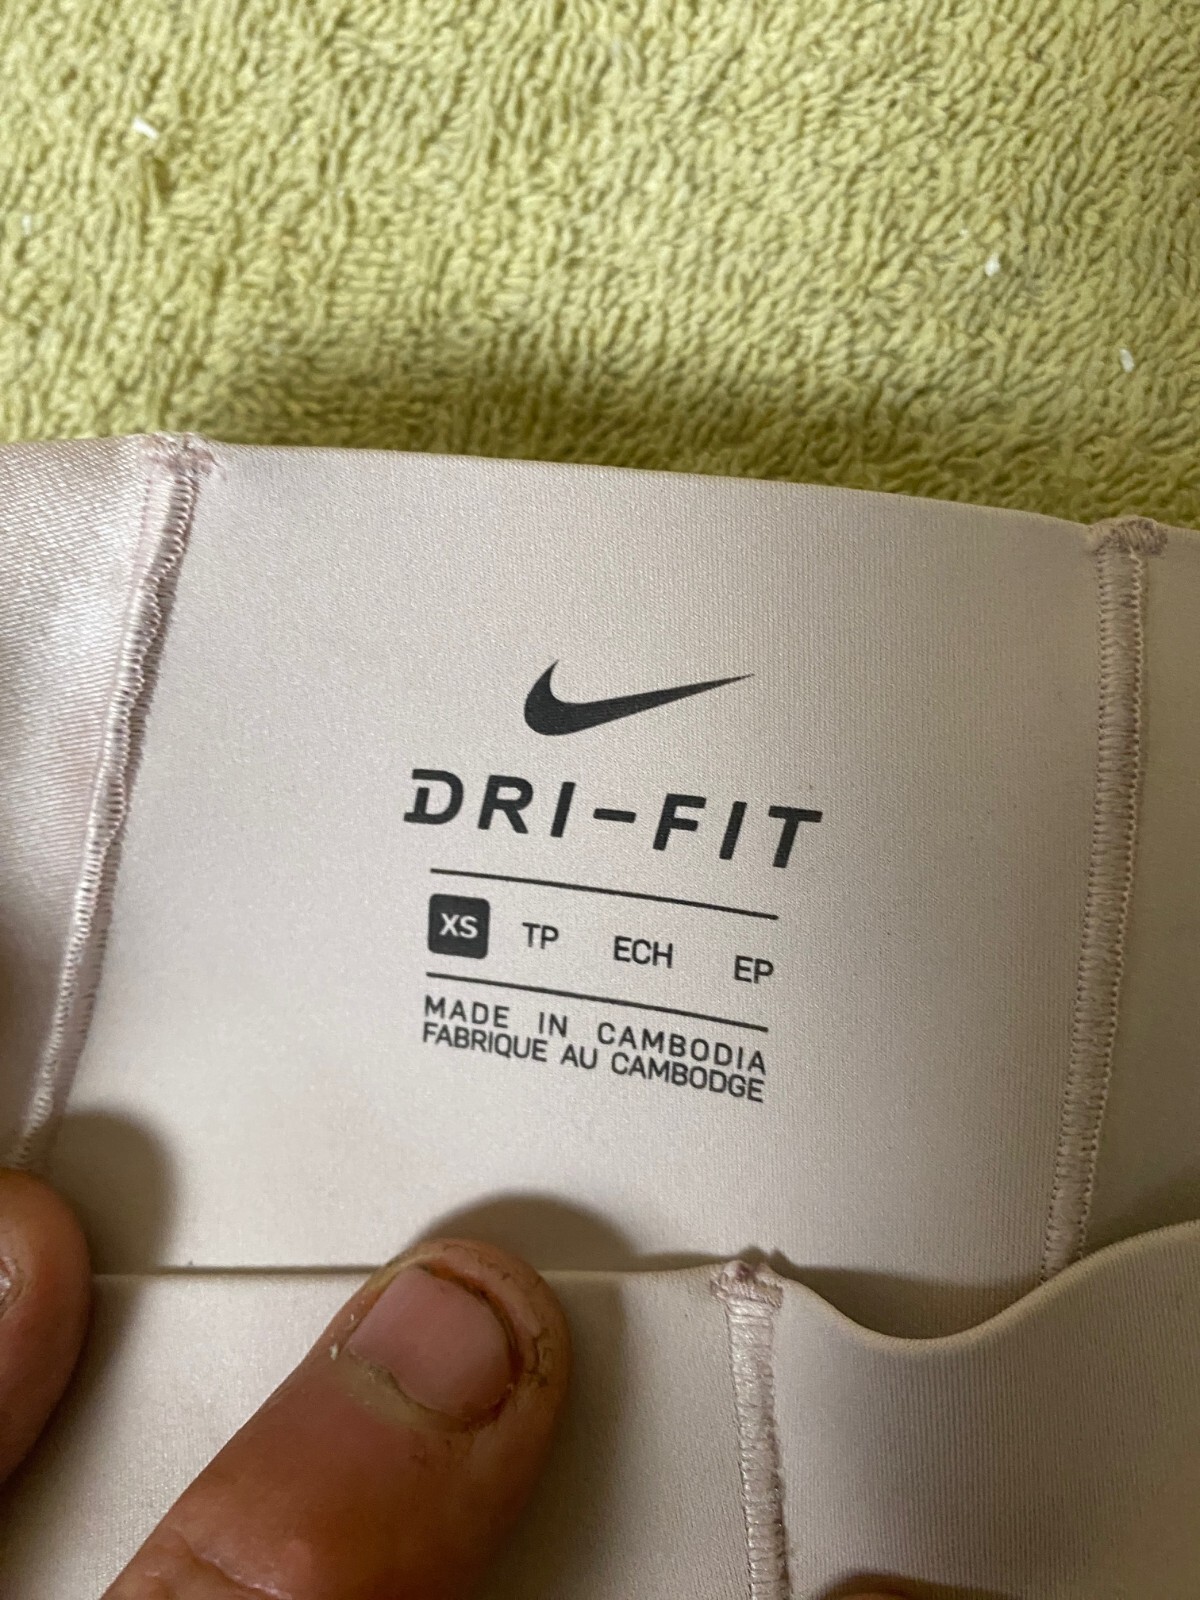 DRI-FIT
XS TP ECH EP
MADE IN CAMBODIA
FABRIQUE AU CAMBODGE